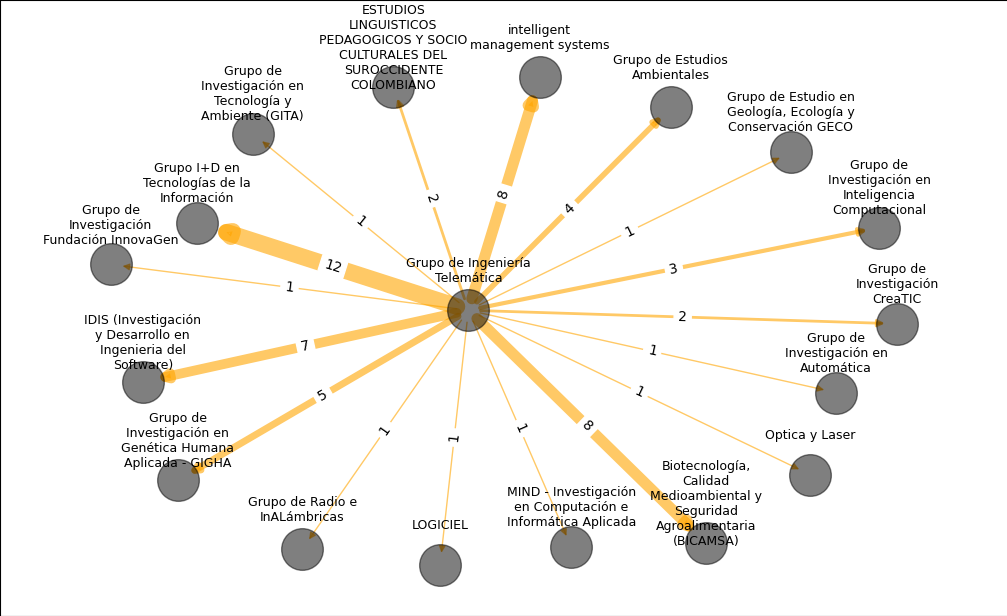 ESTUDIOS
LINGUISTICOS
PEDAGOGICOS Y SOCIO
CULTURALES DEL
SUROCCIDENTE
COLOMBIANO
intelligent
management systems
Grupo de Estudios
Ambientales
Grupo de
Investigación en
Tecnología y
Ambiente (GITA)
Grupo de Estudio en
Geología, Ecología y
Conservación GECO
Grupo I+D en
Tecnologías de la
Información
Grupo de
Investigación en
Inteligencia
Computacional
Grupo de
Investigación
Fundación InnovaGen
Grupo de Ingeniería
Telemática
Grupo de
Investigación
CreaTIC
IDIS (Investigación
y Desarrollo en
Ingenieria del
Software)
Grupo de
Investigación en
Automática
Grupo de
Investigación en
Genética Humana
Aplicada - GIGHA
Optica y Laser
Biotecnología,
Calidad
Medioambiental y
Seguridad
Agroalimentaria
(BICAMSA)
MIND - Investigación
en Computación e
Informática Aplicada
Grupo de Radio e
InALámbricas
LOGICIEL
2
8
4
1
1
3
12
1
2
7
1
5
1
1
1
1
8